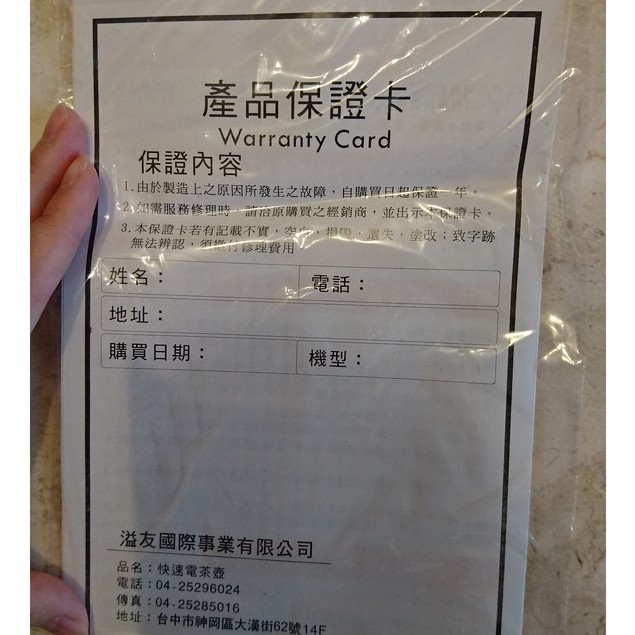 產品保證卡
Warranty Card
保證內容
1.由於製造上之原因所發生之故障，自購買日起保證一年。
2.如需服務修理時，請洽原購買之經銷商，並出示本保證卡。
3.本保證卡若有記載不實，空白，損毀，遺失，塗改；致字跡
無法辨認，須繳付修理費用
姓名：
電話：
地址：
購買日期：
機型：
溢友國際事業有限公司
品名：快速電茶壺
電話：04-25296024
傳真：04-25285016
地址：台中市神岡區大漢街62號14F